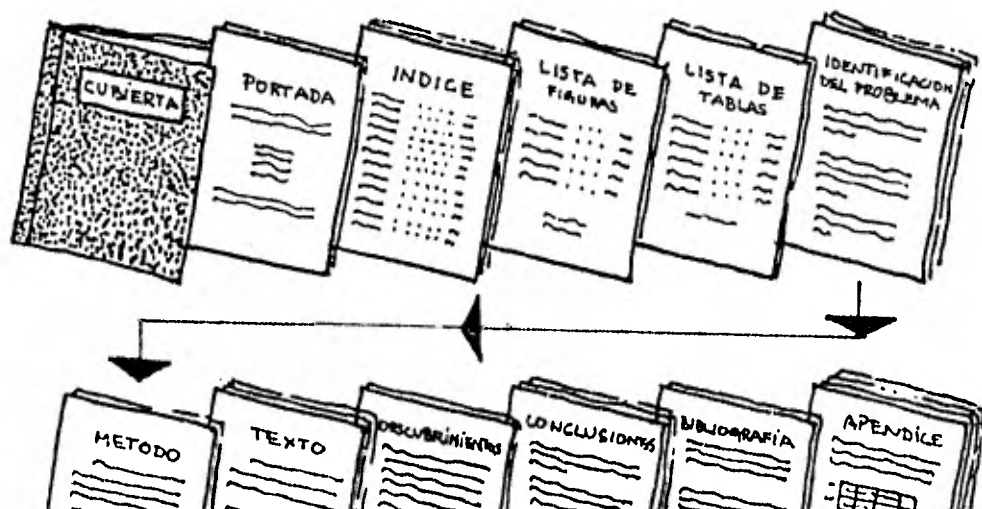 CUBIERTA
PORTADA
INDICE
LISTA DE
FIGURAS
LISTA DE
TABLAS
IDENTIFICACION
DEL PROBLEMA
METODO
TEXTO
DESCUBRIMIENTOS
CONCLUSIONES
BIBLIOGRAFIA
APENDICE